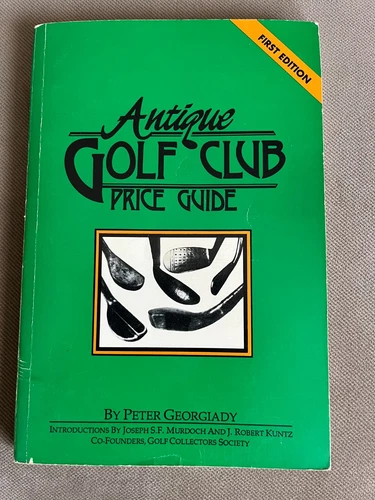 FIRST EDITION
Antique
GOLF CLUB
PRICE GUIDE
BY PETER GEORGIADY
INTRODUCTIONS BY JOSEPH S.F. MURDOCH AND J. ROBERT KUNTZ
CO-FOUNDERS, GOLF COLLECTORS SOCIETY